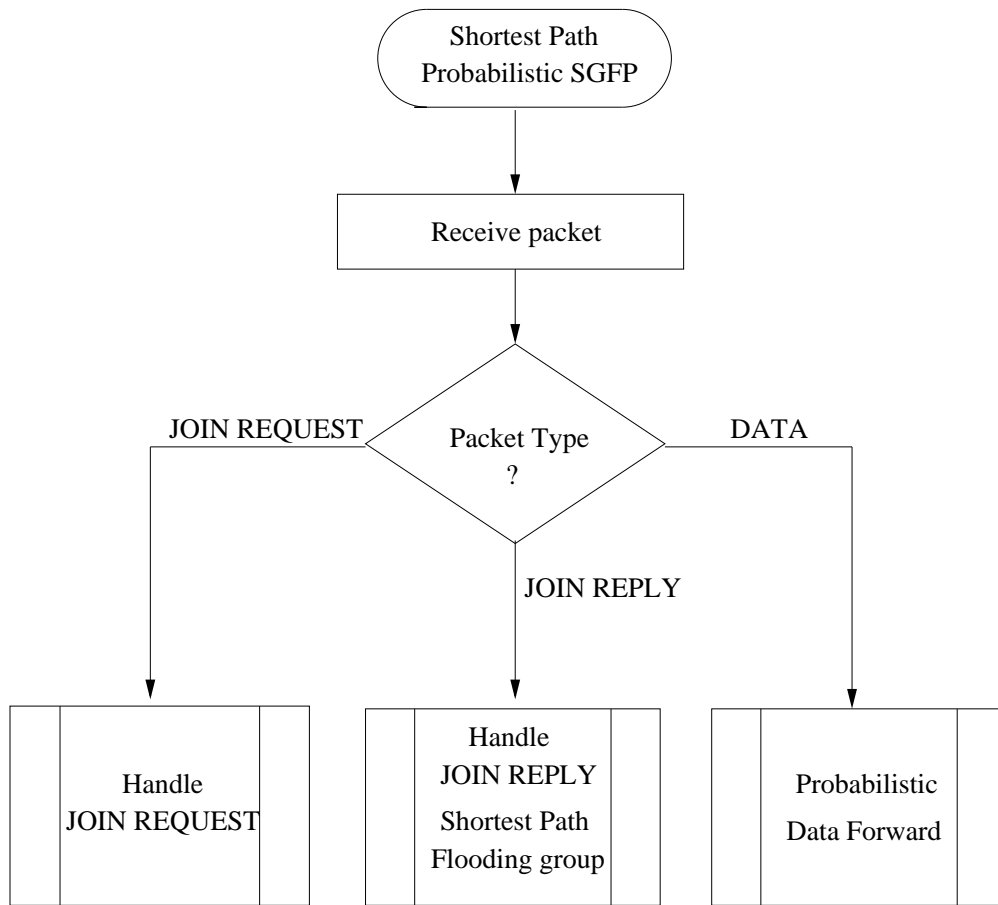 Shortest Path
Probabilistic SGFP
Receive packet
JOIN REQUEST
Packet Type
?
DATA
JOIN REPLY
Handle
JOIN REQUEST
Handle
JOIN REPLY
Shortest Path
Flooding group
Probabilistic
Data Forward